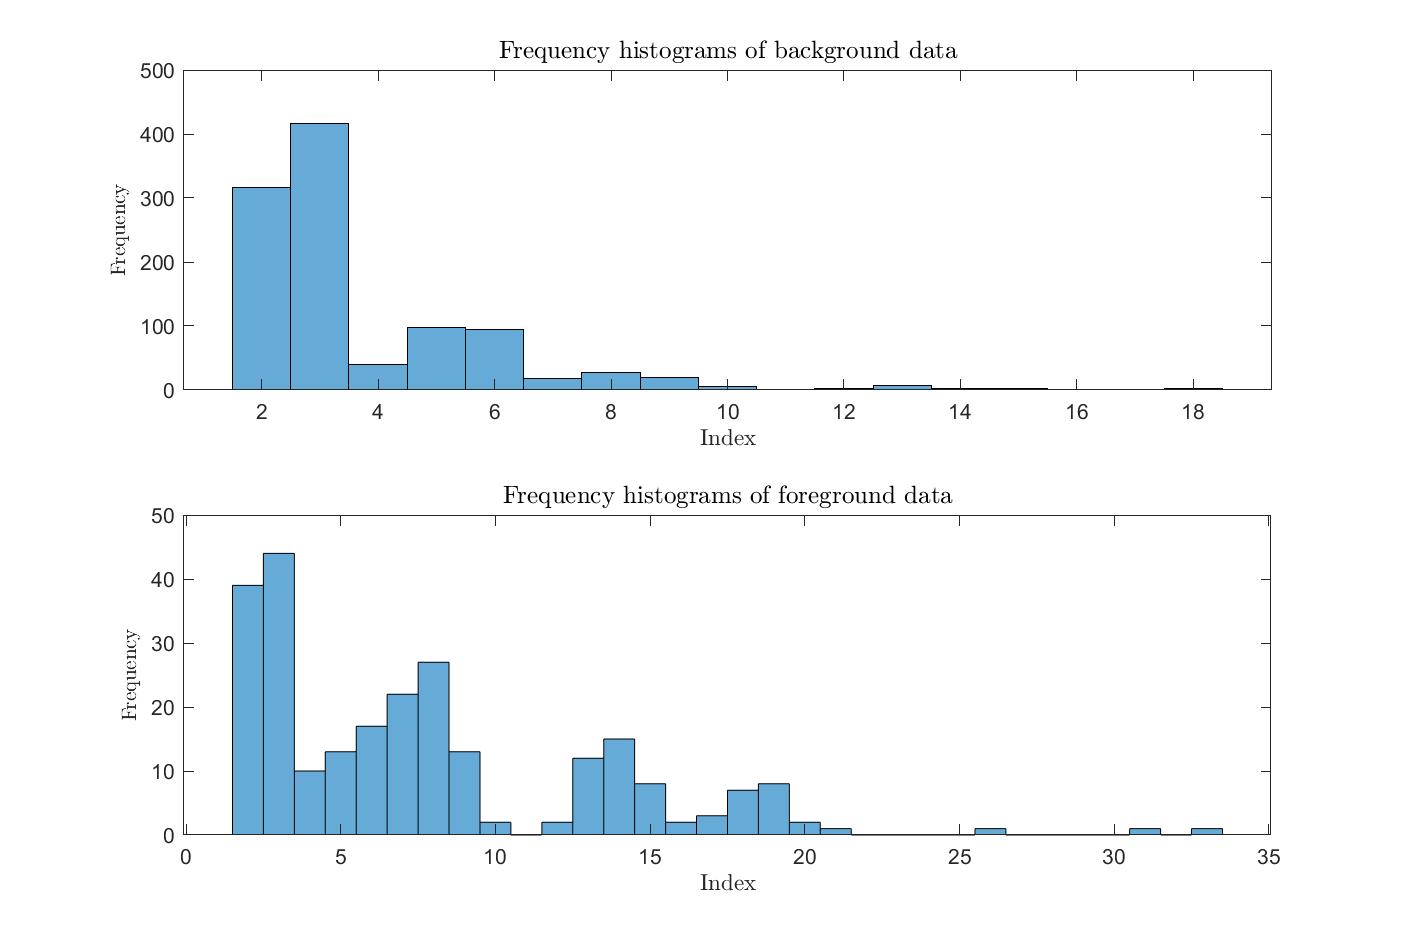 Frequency histograms of background data
500
400
300
200
100
0
Frequency
2 4 6 8 10 12 14 16 18
Index
Frequency histograms of foreground data
50
40
30
20
10
0
Frequency
0 5 10 15 20 25 30 35
Index